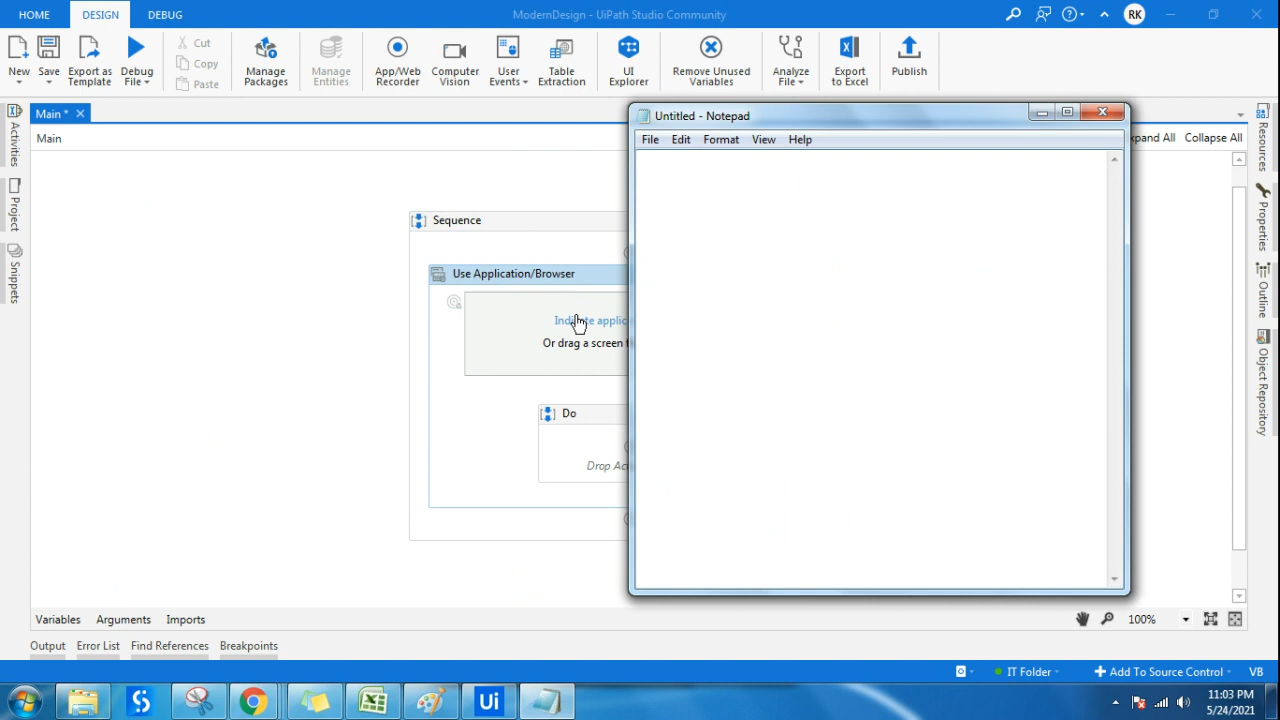 HOME DESIGN DEBUG ModernDesign - UiPath Studio Community RK
New Save Export as Template Debug File Cut Copy Paste Manage Packages Manage Entities App/Web Recorder Computer Vision User Events Table Extraction UI Explorer Remove Unused Variables Analyze File Export to Excel Publish
Main *
Untitled - Notepad
Main
File Edit Format View Help
Collapse All
Activities
Project
Snippets
Resources
Properties
Outline
Object Repository
Sequence
Use Application/Browser
Or drag a screen
Do
Drop
Variables Arguments Imports 100%
Output Error List Find References Breakpoints
IT Folder Add To Source Control VB
Ui
11:03 PM
5/24/2021